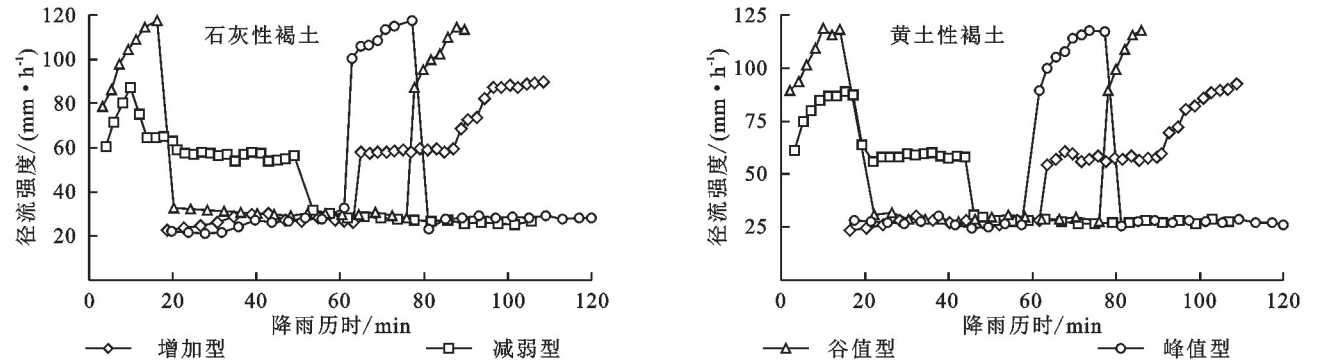 石灰性褐土
径流强度/(mm·h⁻¹)
120
100
80
60
40
20
0 20 40 60 80 100 120
降雨历时/min
黄土性褐土
径流强度/(mm·h⁻¹)
125
100
75
50
25
0 20 40 60 80 100 120
降雨历时/min
增加型 减弱型 谷值型 峰值型